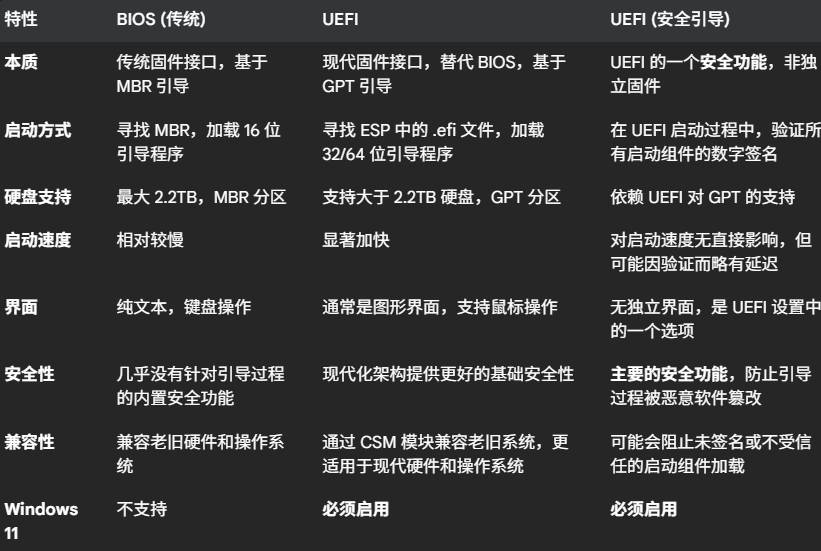 特性 BIOS (传统) UEFI UEFI (安全引导)
本质 传统固件接口，基于 现代固件接口，替代 BIOS，基于 UEFI 的一个安全功能，非独
MBR 引导 GPT 引导 立固件
启动方式 寻找 MBR，加载 16 位 寻找 ESP 中的 .efi 文件，加载 在 UEFI 启动过程中，验证所
引导程序 32/64 位引导程序 有启动组件的数字签名
硬盘支持 最大 2.2TB，MBR 分区 支持大于 2.2TB 硬盘，GPT 分区 依赖 UEFI 对 GPT 的支持
启动速度 相对较慢 显著加快 对启动速度无直接影响，但
可能因验证而略有延迟
界面 纯文本，键盘操作 通常是图形界面，支持鼠标操作 无独立界面，是 UEFI 设置中
的一个选项
安全性 几乎没有针对引导过程 现代化架构提供更好的基础安全性 主要的安全功能，防止引导
的内置安全功能 过程被恶意软件篡改
兼容性 兼容老旧硬件和操作系 通过 CSM 模块兼容老旧系统，更 可能会阻止未签名或不受信
统 适用于现代硬件和操作系统 任的启动组件加载
Windows 不支持 必须启用 必须启用
11